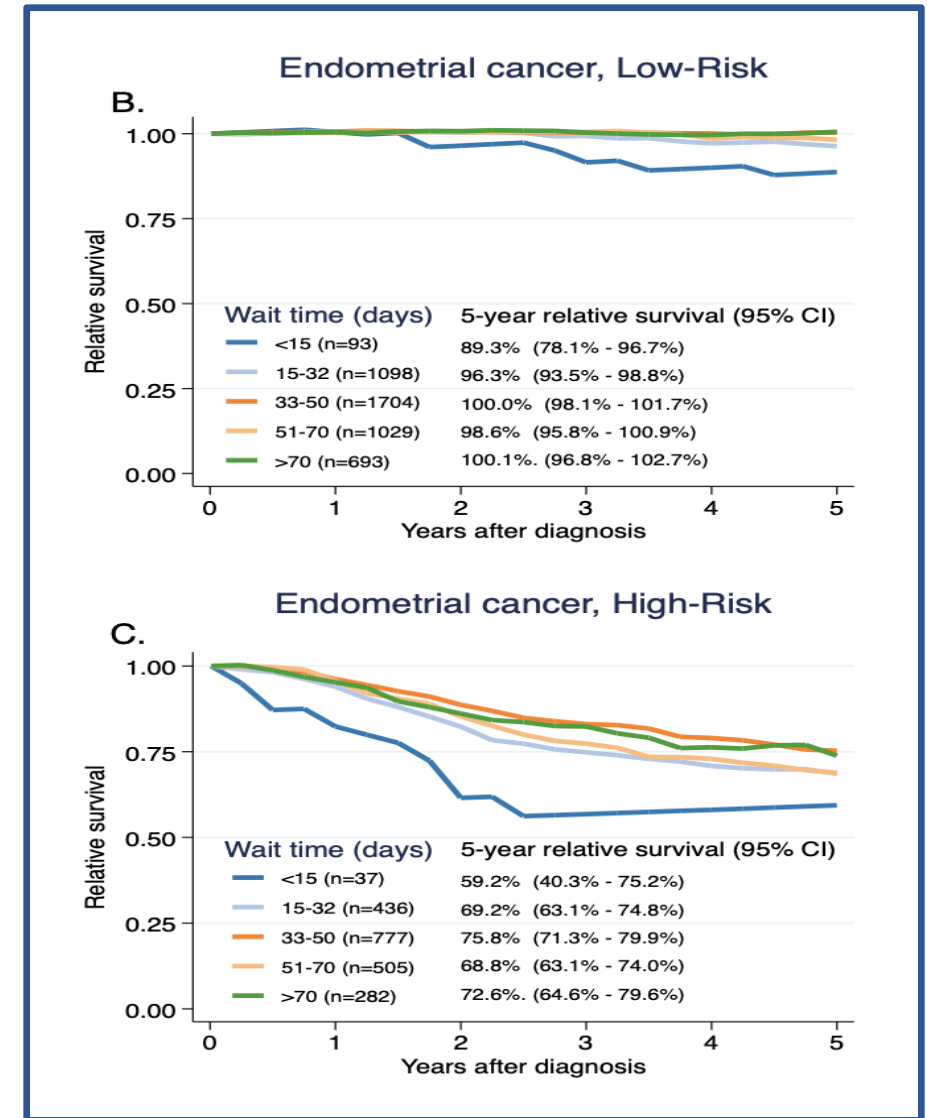 Endometrial cancer, Low-Risk
B.
1.00
0.75
0.50
0.25
0.00
Relative survival
Wait time (days) 5-year relative survival (95% CI)
<15 (n=93) 89.3% (78.1% - 96.7%)
15-32 (n=1098) 96.3% (93.5% - 98.8%)
33-50 (n=1704) 100.0% (98.1% - 101.7%)
51-70 (n=1029) 98.6% (95.8% - 100.9%)
>70 (n=693) 100.1%. (96.8% - 102.7%)
0 1 2 3 4 5
Years after diagnosis
Endometrial cancer, High-Risk
C.
1.00
0.75
0.50
0.25
0.00
Relative survival
Wait time (days) 5-year relative survival (95% CI)
<15 (n=37) 59.2% (40.3% - 75.2%)
15-32 (n=436) 69.2% (63.1% - 74.8%)
33-50 (n=777) 75.8% (71.3% - 79.9%)
51-70 (n=505) 68.8% (63.1% - 74.0%)
>70 (n=282) 72.6%. (64.6% - 79.6%)
0 1 2 3 4 5
Years after diagnosis